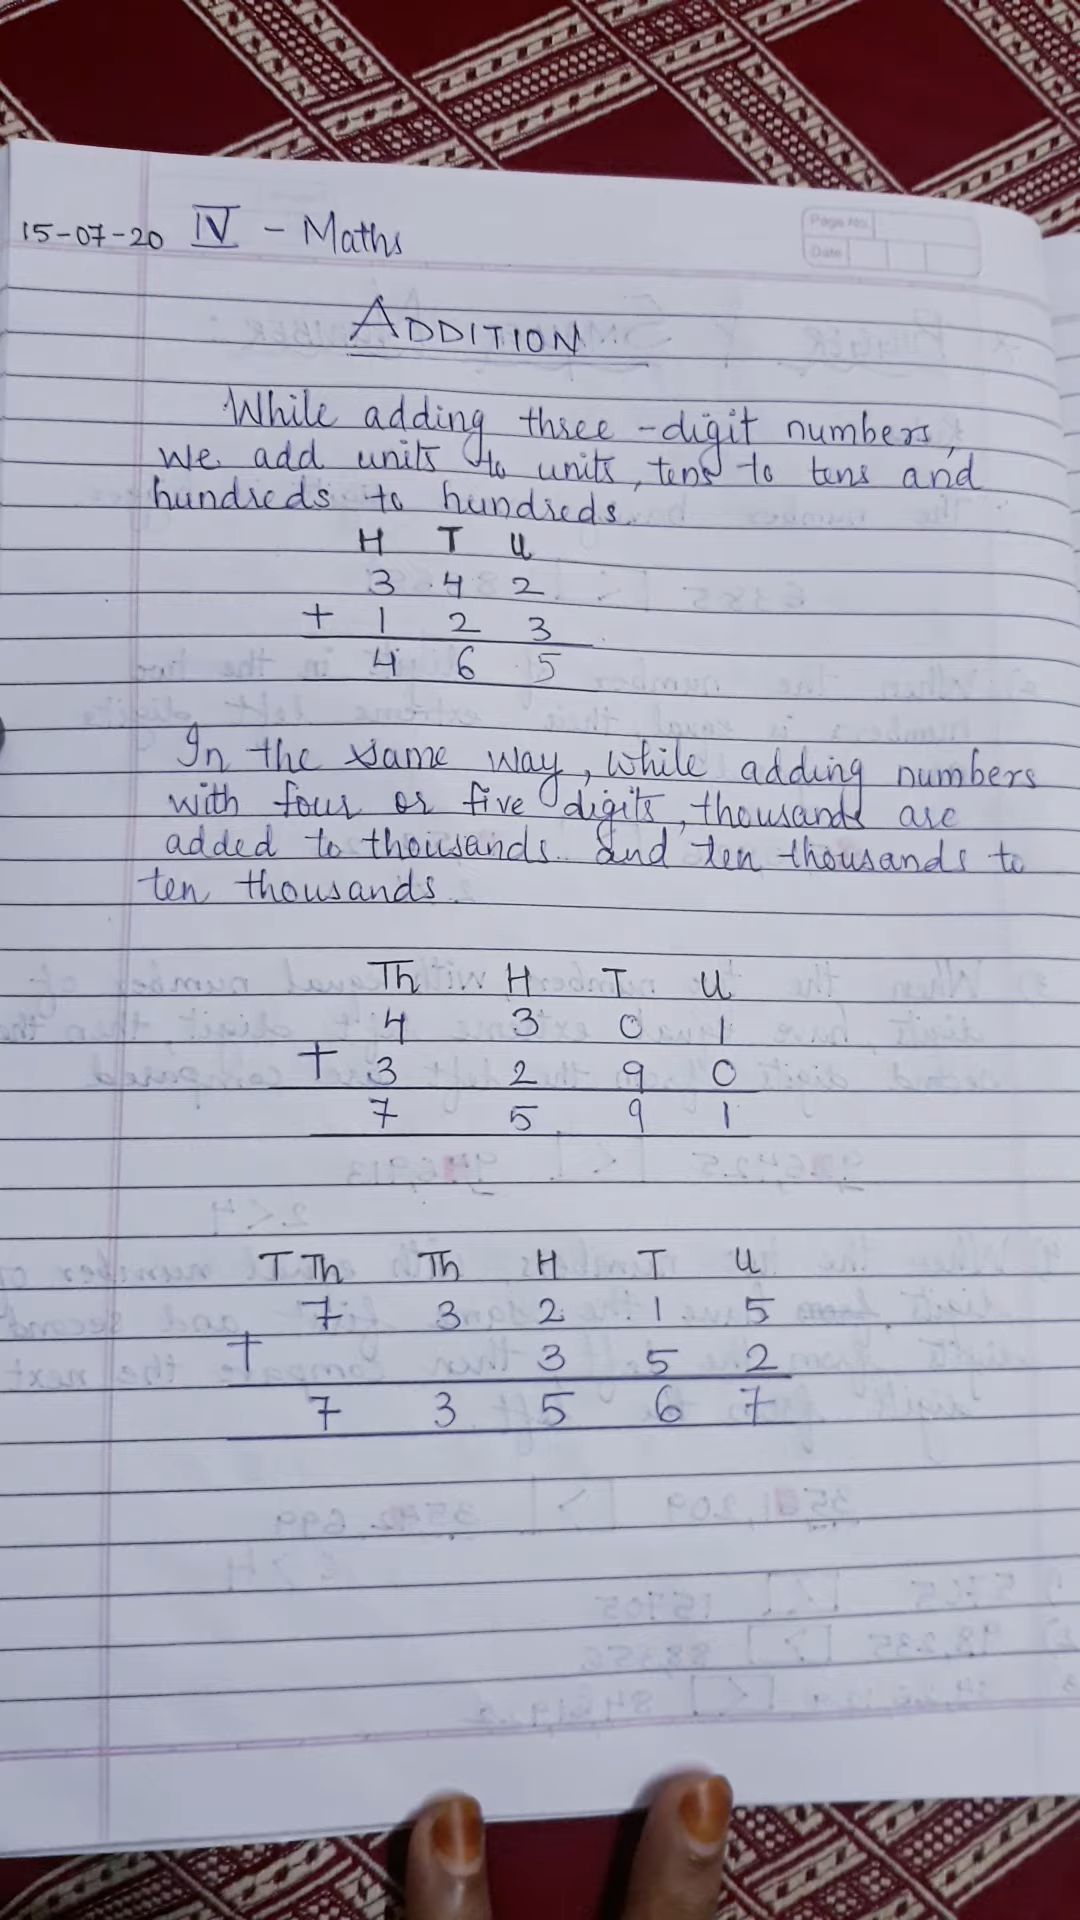 15-07-20 IV - Maths
Page No.
Date
ADDITION
While adding three-digit numbers,
we add units to units, tens to tens and
hundreds to hundreds.
H T U
3 4 2
+ 1 2 3
4 6 5
In the same way, while adding numbers
with four or five digits, thousands are
added to thousands and ten thousands to
ten thousands.
Th H T U
4 3 0 1
+ 3 2 9 0
7 5 9 1
T Th Th H T U
7 3 2 1 5
+ 3 5 2
7 3 5 6 7